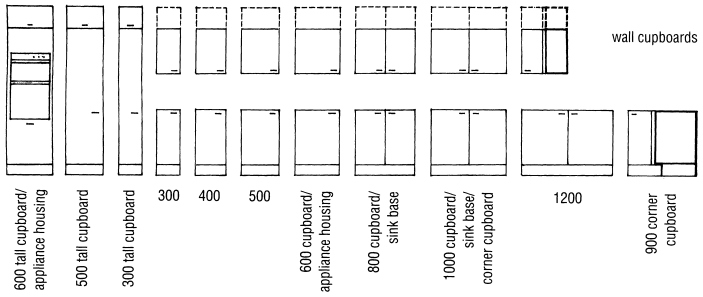 wall cupboards
600 tall cupboard/
appliance housing
500 tall cupboard
300 tall cupboard
300
400
500
600 cupboard/
appliance housing
800 cupboard/
sink base
1000 cupboard/
sink base/
corner cupboard
1200
900 corner
cupboard